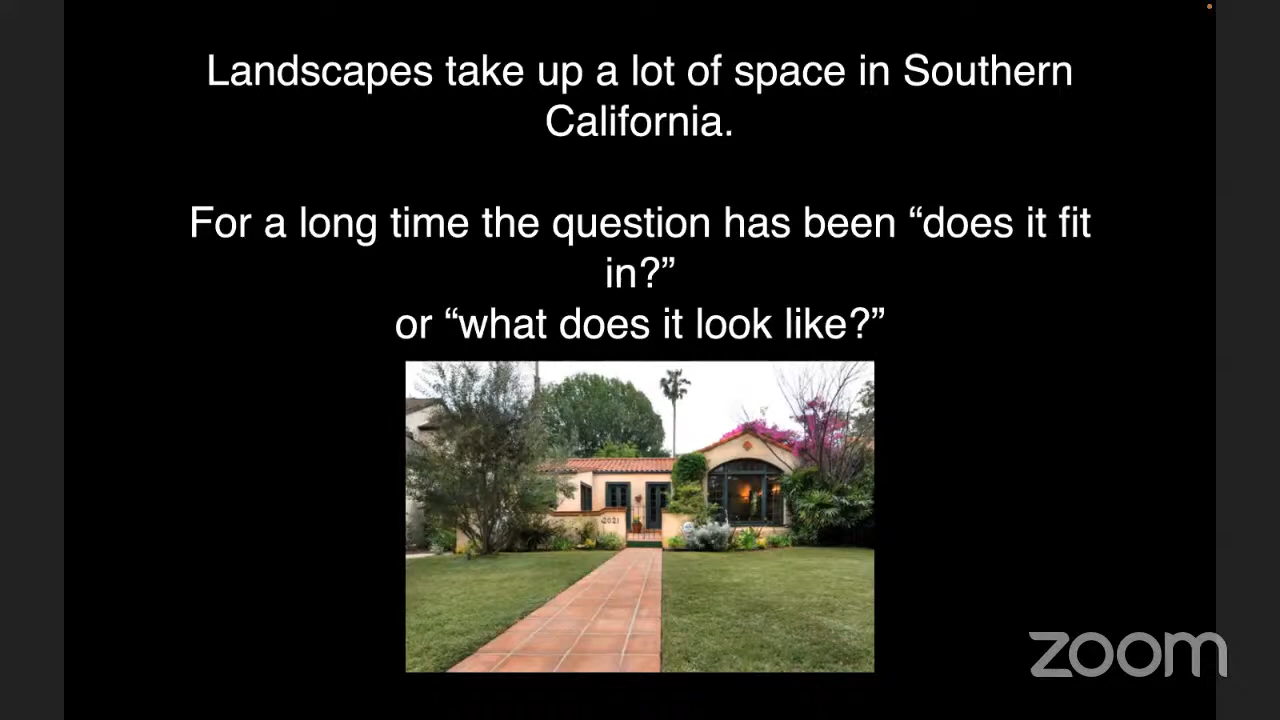 Landscapes take up a lot of space in Southern
California.
For a long time the question has been “does it fit
in?”
or “what does it look like?”
2021
zoom